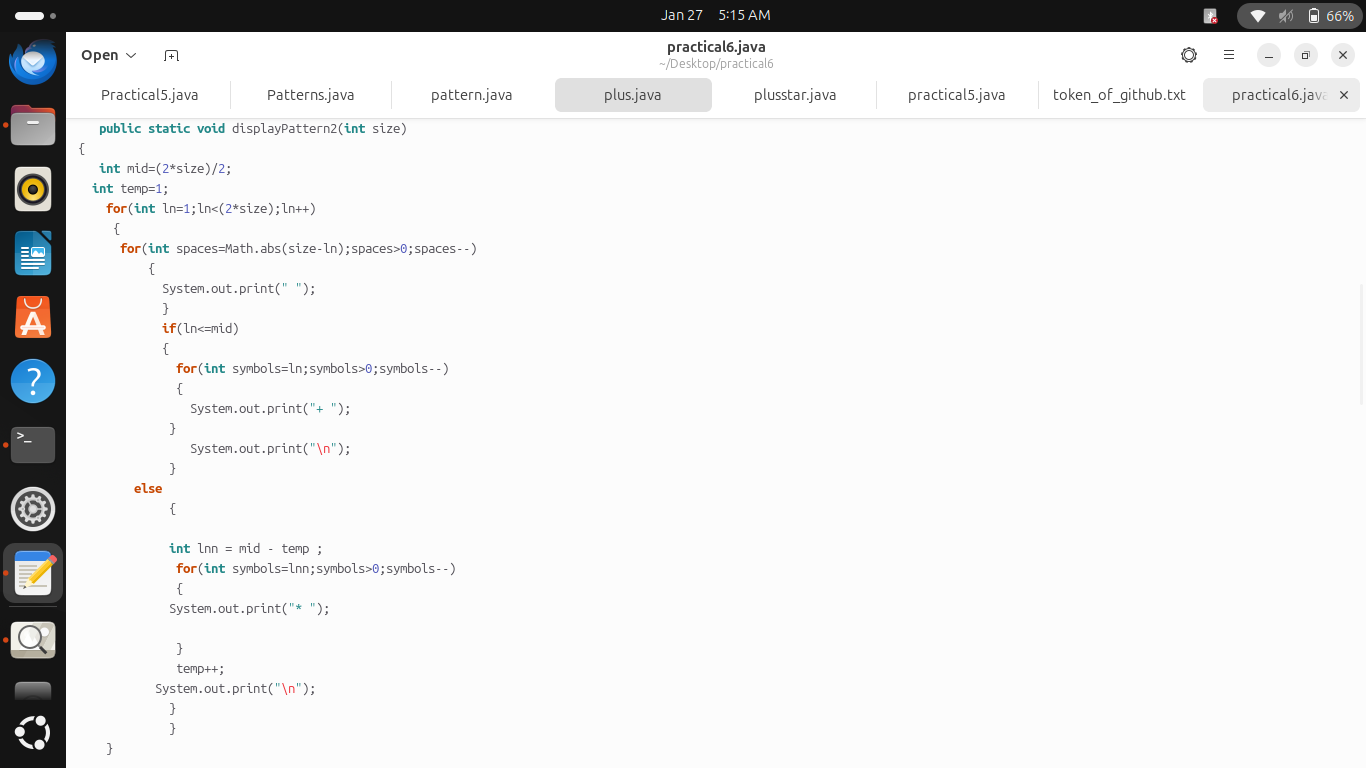 Jan 27 5:15 AM
66%
Open
practical6.java
~/Desktop/practical6
Practical5.java
Patterns.java
pattern.java
plus.java
plusstar.java
practical5.java
token_of_github.txt
practical6.java
public static void displayPattern2(int size)
{
int mid=(2*size)/2;
int temp=1;
for(int ln=1;ln<(2*size);ln++)
{
for(int spaces=Math.abs(size-ln);spaces>0;spaces--)
{
System.out.print(" ");
}
if(ln<=mid)
{
for(int symbols=ln;symbols>0;symbols--)
{
System.out.print("+ ");
}
System.out.print("\n");
}
else
{
int lnn = mid - temp ;
for(int symbols=lnn;symbols>0;symbols--)
{
System.out.print("* ");
}
temp++;
System.out.print("\n");
}
}
}